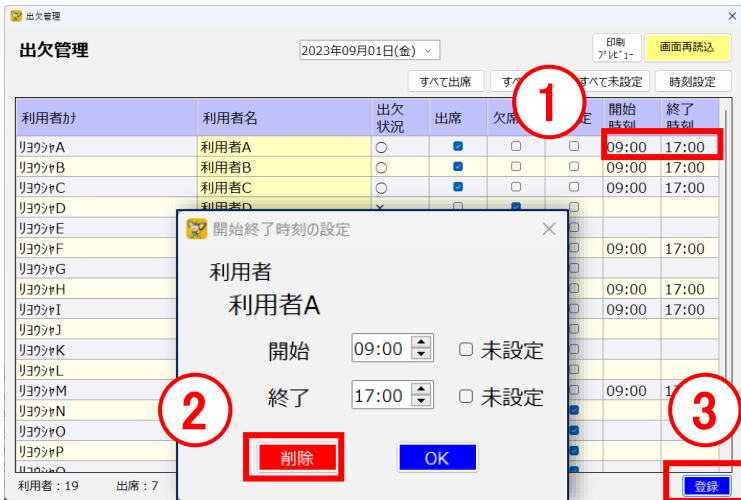 出欠管理
出欠管理
2023年09月01日(金)
印刷
ﾌﾟﾚﾋﾞｭｰ
画面再読込
すべて出席
すべて未設定 時刻設定
1
利用者ｶﾅ 利用者名 出欠状況 出席 欠席 開始時刻 終了時刻
ﾘﾖｳｼｬA 利用者A ○ 09:00 17:00
ﾘﾖｳｼｬB 利用者B ○ 09:00 17:00
ﾘﾖｳｼｬC 利用者C ○ 09:00 17:00
ﾘﾖｳｼｬD 利用者D ×
ﾘﾖｳｼｬE
ﾘﾖｳｼｬF 09:00 17:00
ﾘﾖｳｼｬG
ﾘﾖｳｼｬH 09:00 17:00
ﾘﾖｳｼｬI 09:00 17:00
ﾘﾖｳｼｬJ
ﾘﾖｳｼｬK
ﾘﾖｳｼｬL
ﾘﾖｳｼｬM 09:00
ﾘﾖｳｼｬN
ﾘﾖｳｼｬO
ﾘﾖｳｼｬP
開始終了時刻の設定
利用者
利用者A
開始 09:00 未設定
終了 17:00 未設定
2
削除 OK
3
利用者：19 出席：7
登録